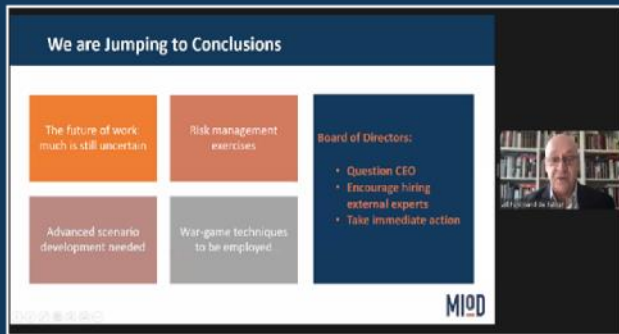 We are Jumping to Conclusions
The future of work
much is still uncertain
Risk management
exercises
Advanced scenario
development needed
War-game techniques
to be employed
Board of Directors:
• Question CEO
• Encourage hiring
external experts
• Take immediate action
MIoD